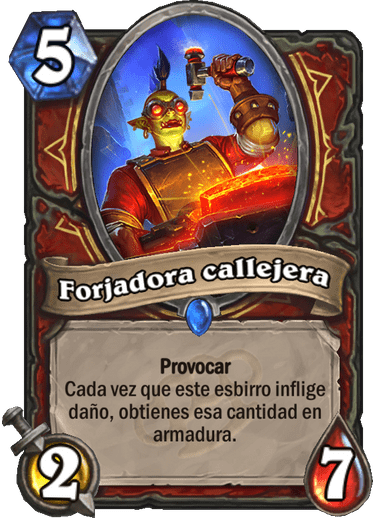 5
Forjadora callejera
Provocar
Cada vez que este esbirro inflige
daño, obtienes esa cantidad en
armadura.
2
7